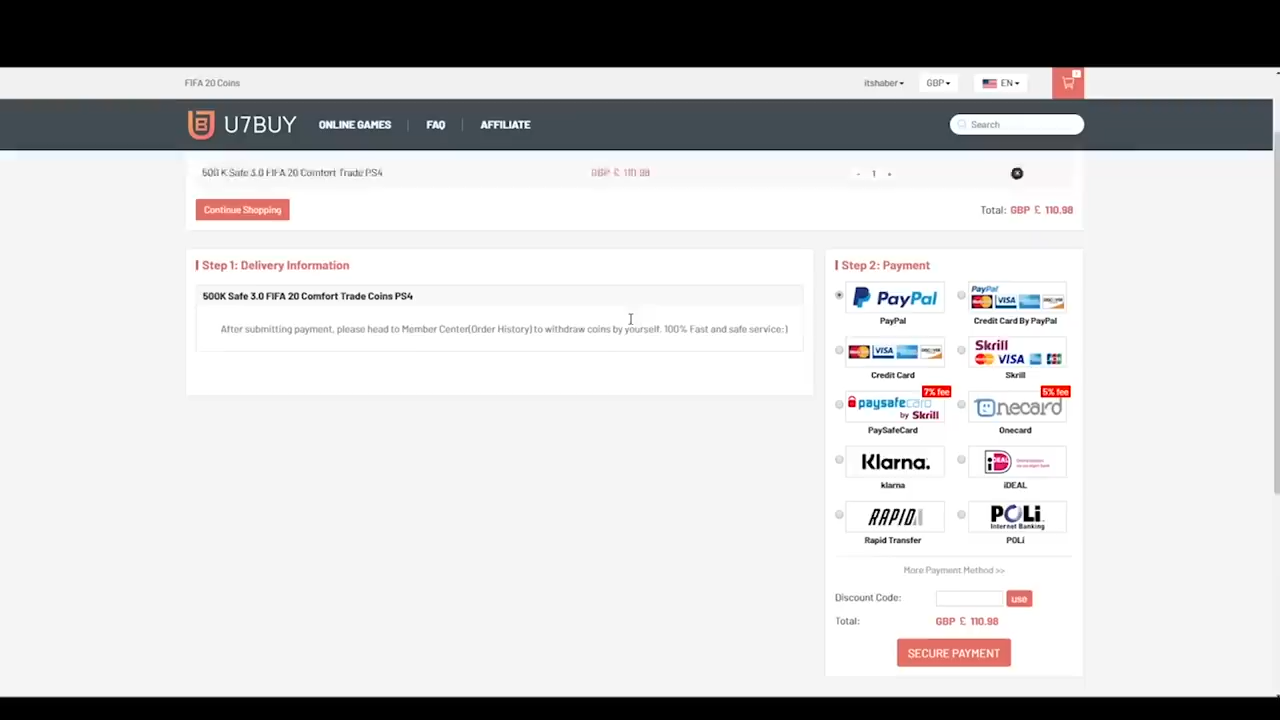 FIFA 20 Coins
itshaber
GBP
EN
U7BUY
ONLINE GAMES
FAQ
AFFILIATE
Search
500 K Safe 3.0 FIFA 20 Comfort Trade PS4
GBP £ 110.98
- 1 +
Continue Shopping
Total: GBP £ 110.98
Step 1: Delivery Information
500K Safe 3.0 FIFA 20 Comfort Trade Coins PS4
After submitting payment, please head to Member Center(Order History) to withdraw coins by yourself. 100% Fast and safe service:)
Step 2: Payment
PayPal
PayPal
VISA
PayPal
Credit Card By PayPal
VISA
Credit Card
Skrill
VISA
Skrill
7% fee
paysafecard
by Skrill
PaySafeCard
5% fee
Onecard
Onecard
Klarna.
klarna
iDEAL
iDEAL
RAPID
Rapid Transfer
POLi
Internet Banking
POLi
More Payment Method >>
Discount Code:
use
Total:
GBP £ 110.98
SECURE PAYMENT